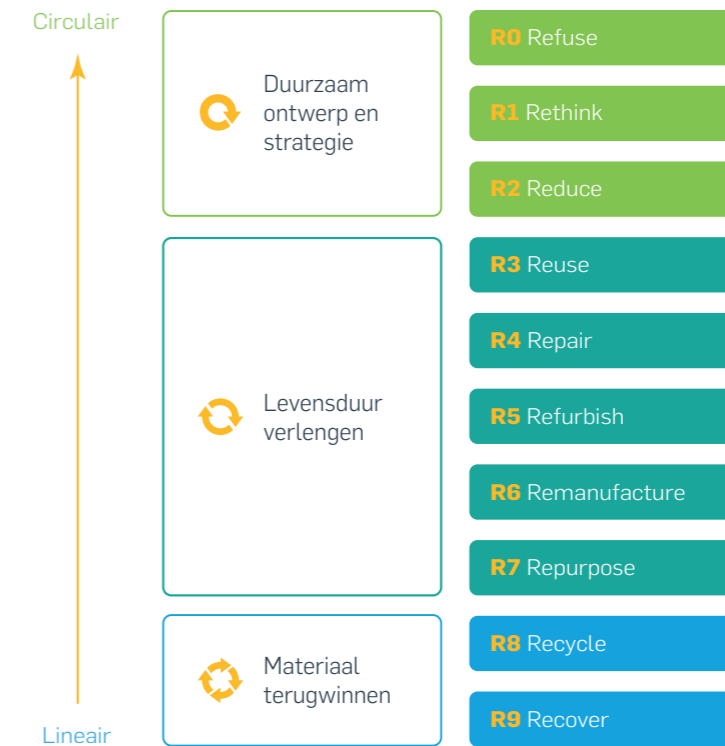 Circulair
Duurzaam
ontwerp en
strategie
R0 Refuse
R1 Rethink
R2 Reduce
Levensduur
verlengen
R3 Reuse
R4 Repair
R5 Refurbish
R6 Remanufacture
R7 Repurpose
Materiaal
terugwinnen
R8 Recycle
R9 Recover
Lineair